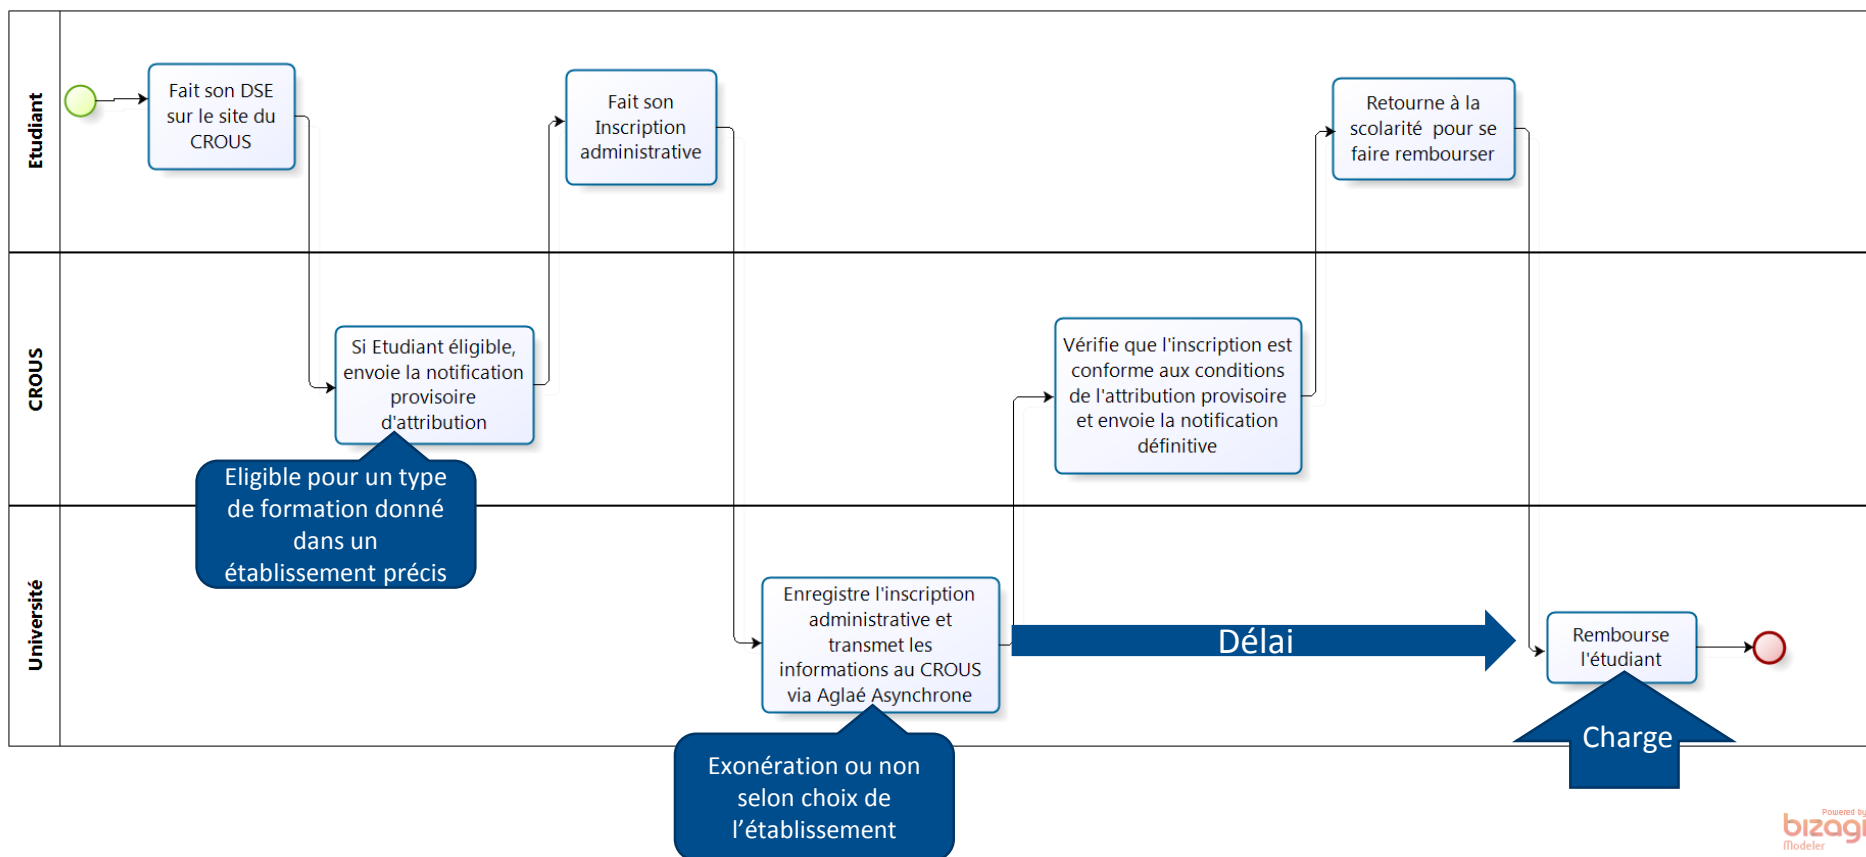 Etudiant
Fait son DSE
sur le site du
CROUS
Fait son
Inscription
administrative
Retourne à la
scolarité pour se
faire rembourser
CROUS
Si Etudiant éligible,
envoie la notification
provisoire
d'attribution
Vérifie que l'inscription est
conforme aux conditions
de l'attribution provisoire
et envoie la notification
définitive
Eligible pour un type
de formation donné
dans un
établissement précis
Université
Enregistre l'inscription
administrative et
transmet les
informations au CROUS
via Aglaé Asynchrone
Délai
Rembourse
l'étudiant
Charge
Exonération ou non
selon choix de
l’établissement
Powered by
bizagi
Modeler